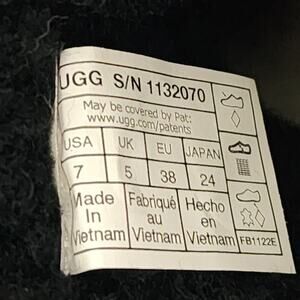 UGG S/N 1132070
May be covered by Pat:
www.ugg.com/patents
USA UK EU JAPAN
7 5 38 24
Made In Vietnam
Fabriqué au Vietnam
Hecho en Vietnam
FB1122E